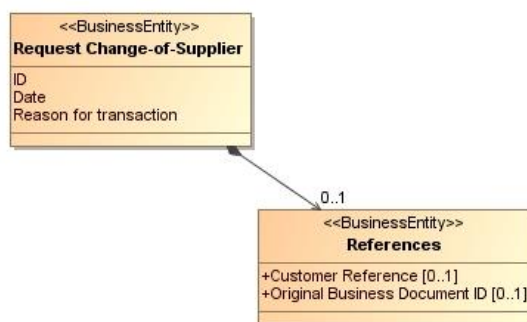 <<BusinessEntity>>
Request Change-of-Supplier
ID
Date
Reason for transaction
0..1
<<BusinessEntity>>
References
+Customer Reference [0..1]
+Original Business Document ID [0..1]